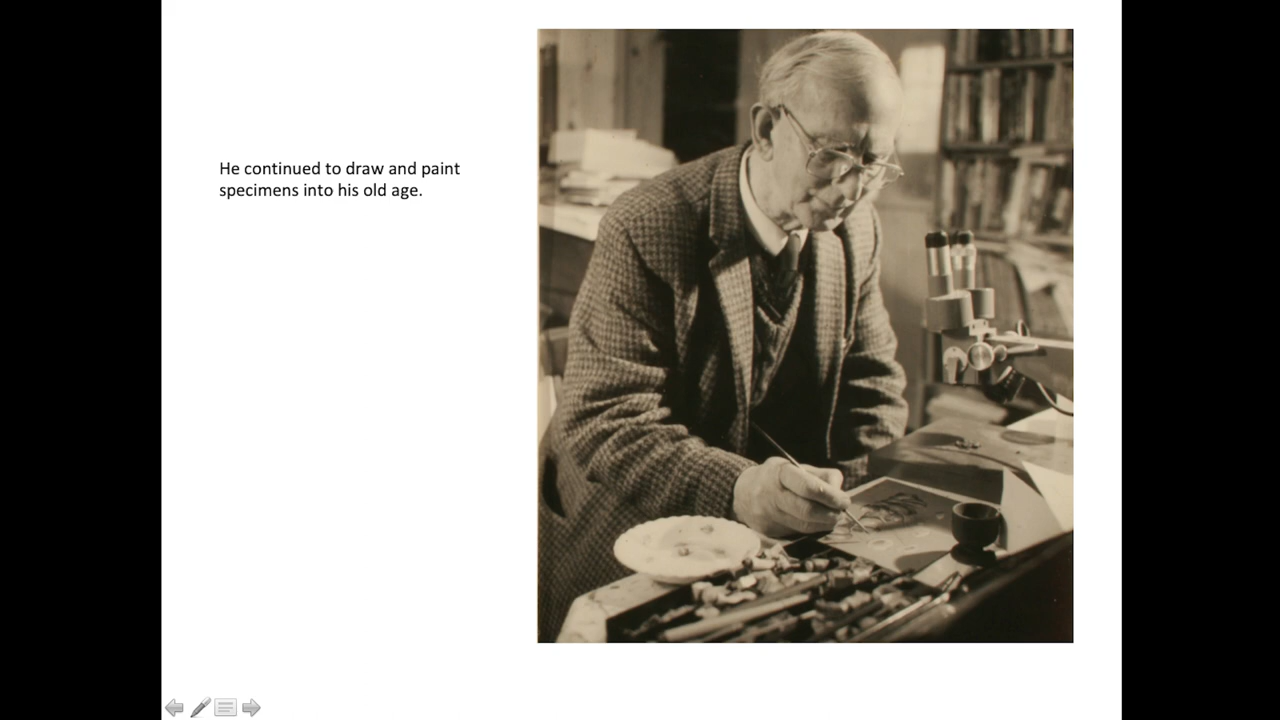 He continued to draw and paint
specimens into his old age.